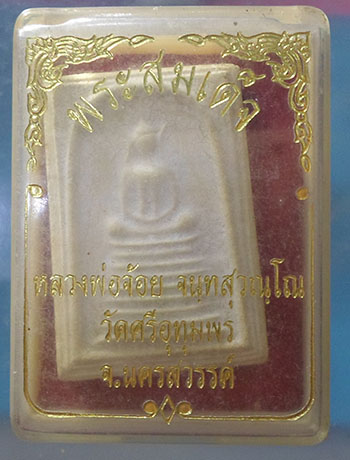 พระสมเด็จ
หลวงพ่อจ้อย จนฺทสุวณฺโณ
วัดศรีอุทุมพร
จ.นครสวรรค์